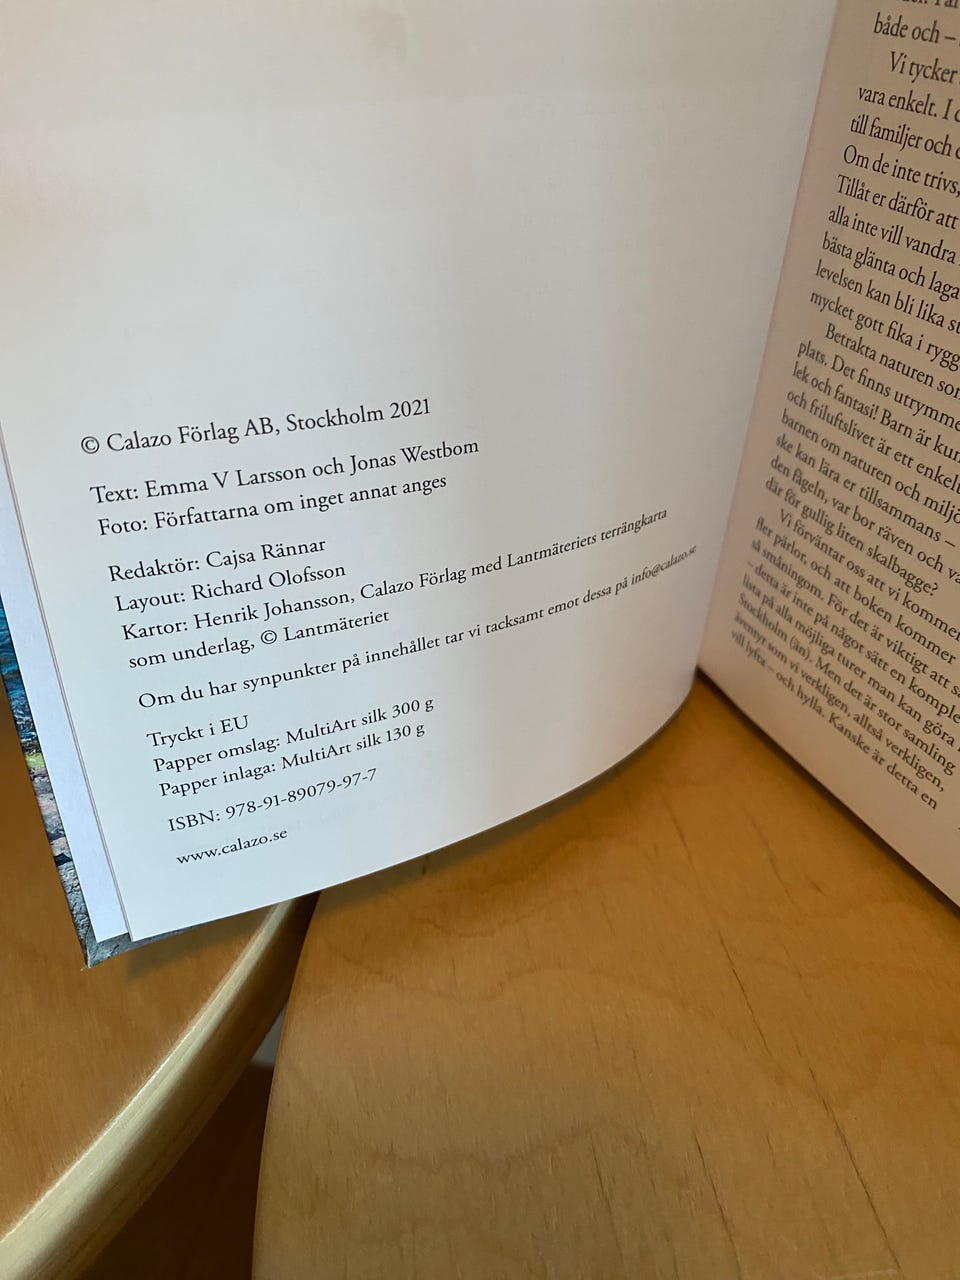 © Calazo Förlag AB, Stockholm 2021
Text: Emma V Larsson och Jonas Westbom
Foto: Författarna om inget annat anges
Redaktör: Cajsa Rännar
Layout: Richard Olofsson
Kartor: Henrik Johansson, Calazo Förlag med Lantmäteriets terrängkarta
som underlag, © Lantmäteriet
Om du har synpunkter på innehållet tar vi tacksamt emot dessa på info@calazo.se
Tryckt i EU
Papper omslag: MultiArt silk 300 g
Papper inlaga: MultiArt silk 130 g
ISBN: 978-91-89079-97-7
www.calazo.se
både och –
Vi tycker
vara enkelt. I
till familjer och
Om de inte trivs,
Tillåt er därför att
alla inte vill vandra
bästa glänta och laga
levelsen kan bli lika
mycket gott fika i
Betrakta naturen
plats. Det finns utrymme
lek och fantasi! Barn är
och friluftslivet är ett
barnen om naturen och
ske kan lära er tillsammans –
den fågeln, var bor räven och
där för gullig liten skalbagge?
Vi förväntar oss att vi kommer
fler pärlor, och att boken kommer
så småningom. För det är viktigt att
– detta är inte på något sätt en
lista på alla möjliga turer man kan göra
Stockholm (än). Men det är stor samling
äventyr som vi verkligen, alltså verkligen,
vill lyfta – och hylla. Kanske är detta en